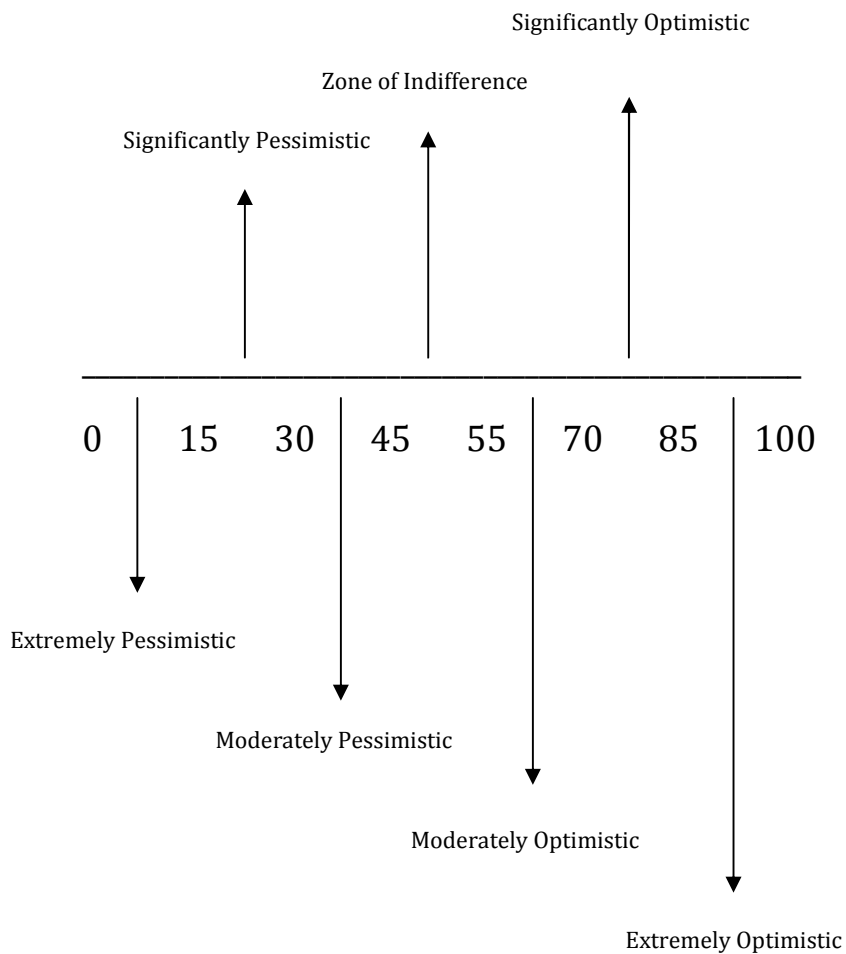 Significantly Optimistic
Zone of Indifference
Significantly Pessimistic
0 15 30 45 55 70 85 100
Extremely Pessimistic
Moderately Pessimistic
Moderately Optimistic
Extremely Optimistic